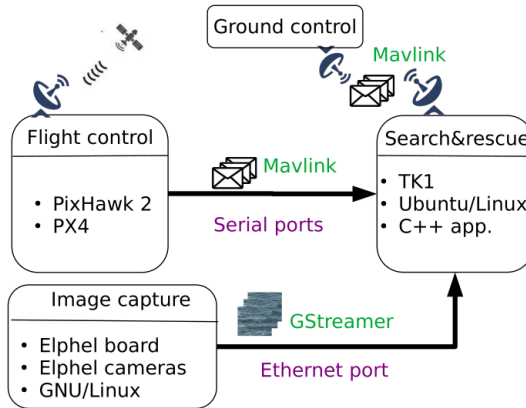 Ground control
Mavlink
Flight control
• PixHawk 2
• PX4
Mavlink
Serial ports
Search&rescue
• TK1
• Ubuntu/Linux
• C++ app.
Image capture
• Elphel board
• Elphel cameras
• GNU/Linux
GStreamer
Ethernet port